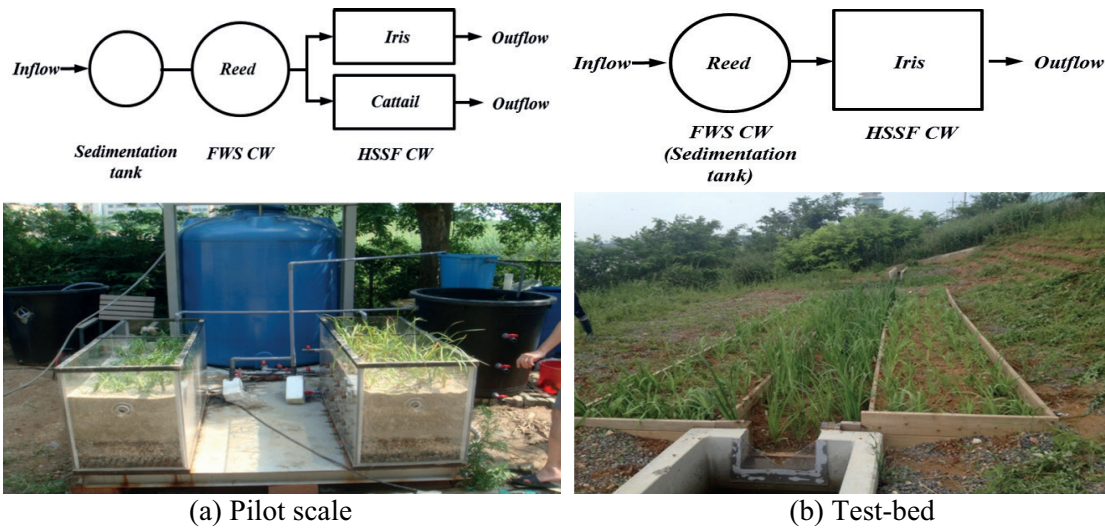 Inflow
Sedimentation
tank
Reed
FWS CW
Iris
Cattail
HSSF CW
Outflow
Outflow
Inflow
Reed
FWS CW
(Sedimentation
tank)
Iris
HSSF CW
Outflow
(a) Pilot scale
(b) Test-bed